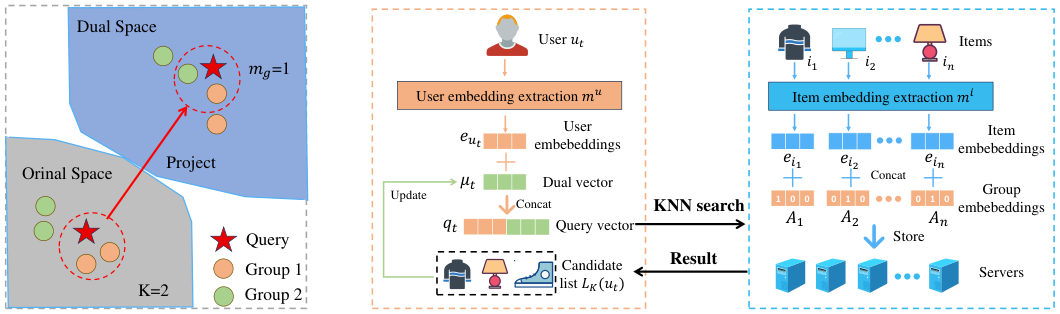 Dual Space
m_g=1
Project
Orinal Space
K=2
Query
Group 1
Group 2
User u_t
User embedding extraction m^u
e_{u_t}
User
embebeddings
μ_t
Dual vector
Update
Concat
q_t
Query vector
Candidate
list L_K(u_t)
KNN search
Result
Items
i_1
i_2
i_n
Item embedding extraction m^i
e_{i_1}
e_{i_2}
e_{i_n}
Item
embebeddings
Concat
1 0 0
0 1 0
0 1 0
A_1
A_2
A_n
Group
embebeddings
Store
Servers